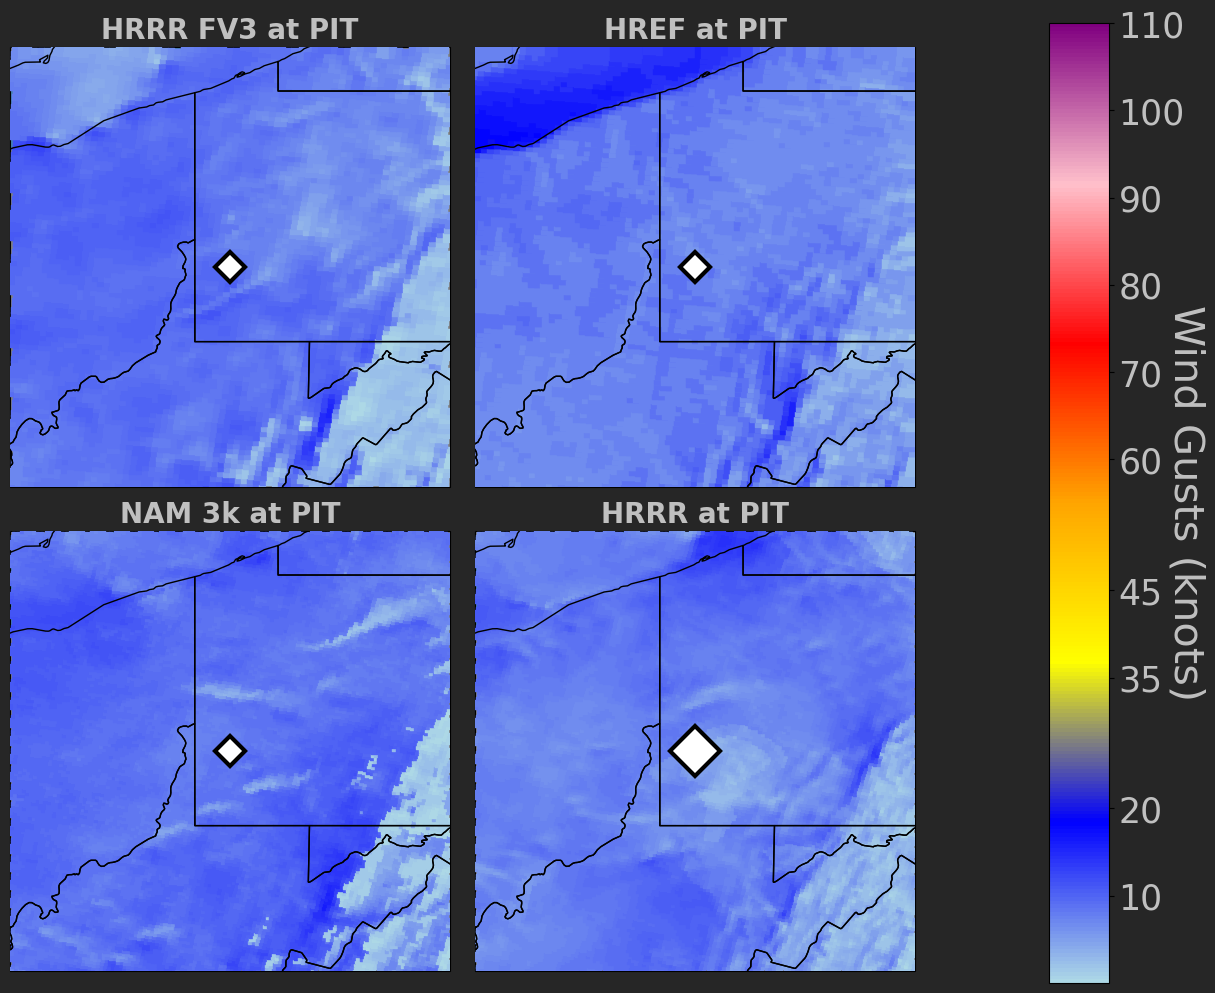 HRRR FV3 at PIT
HREF at PIT
NAM 3k at PIT
HRRR at PIT
110
100
90
80
70
60
45
35
20
10
Wind Gusts (knots)